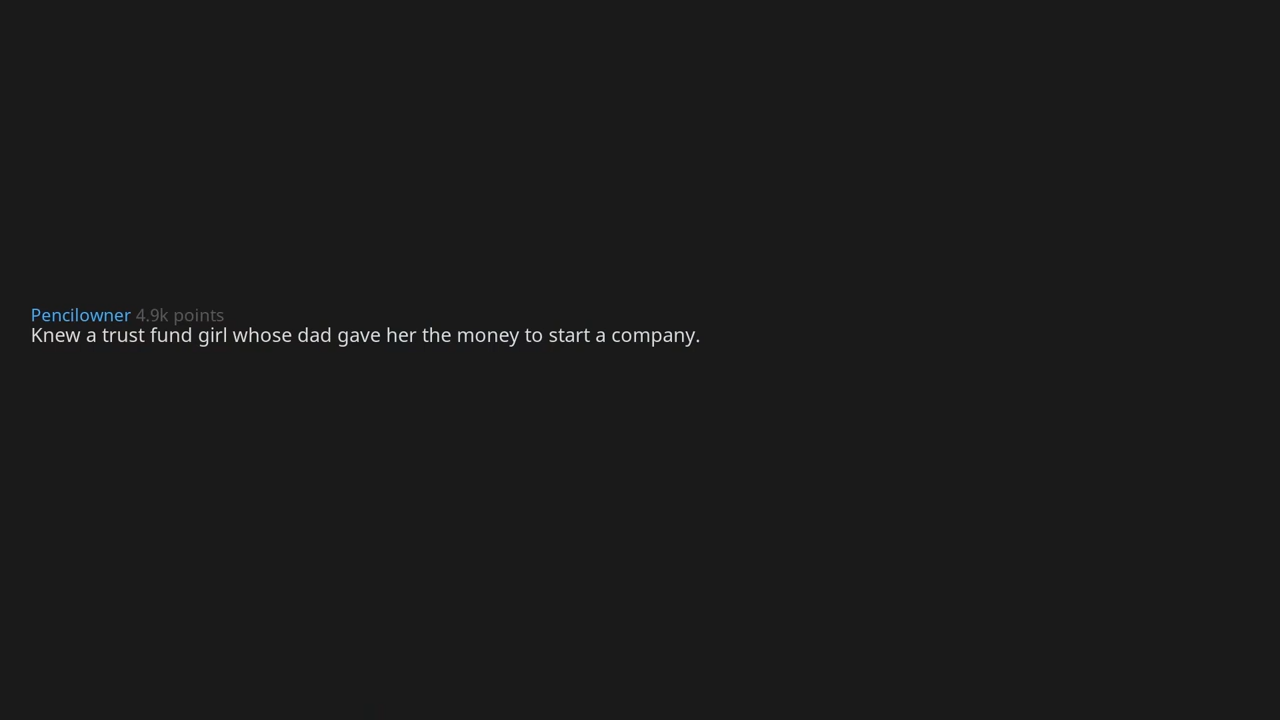 Pencilowner 4.9k points
Knew a trust fund girl whose dad gave her the money to start a company.